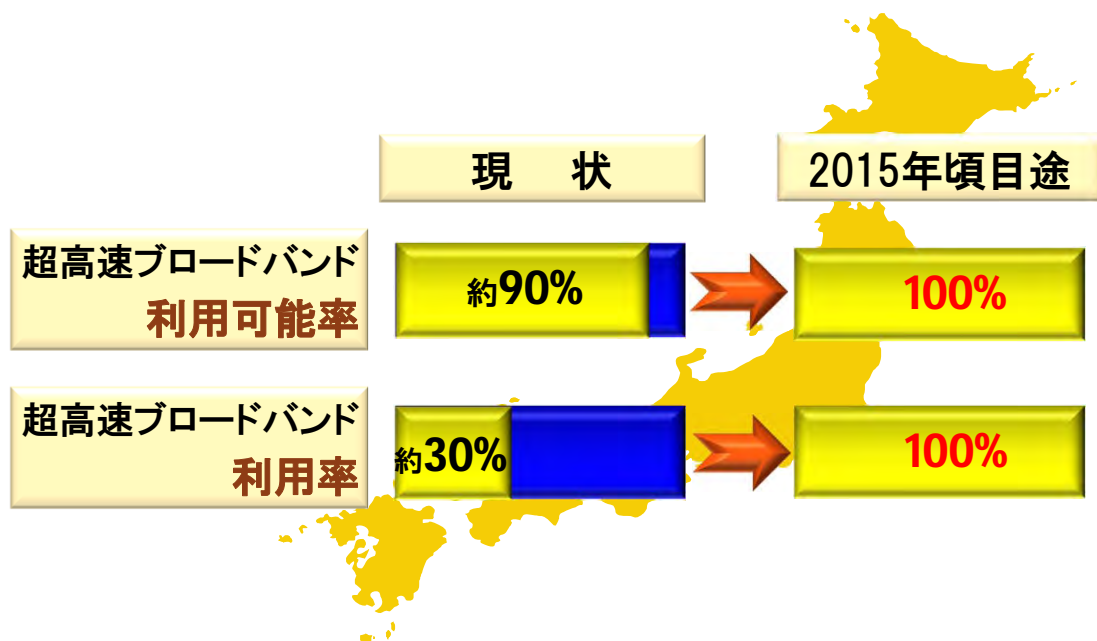 現 状
2015年頃目途
超高速ブロードバンド
利用可能率
約90%
100%
超高速ブロードバンド
利用率
約30%
100%